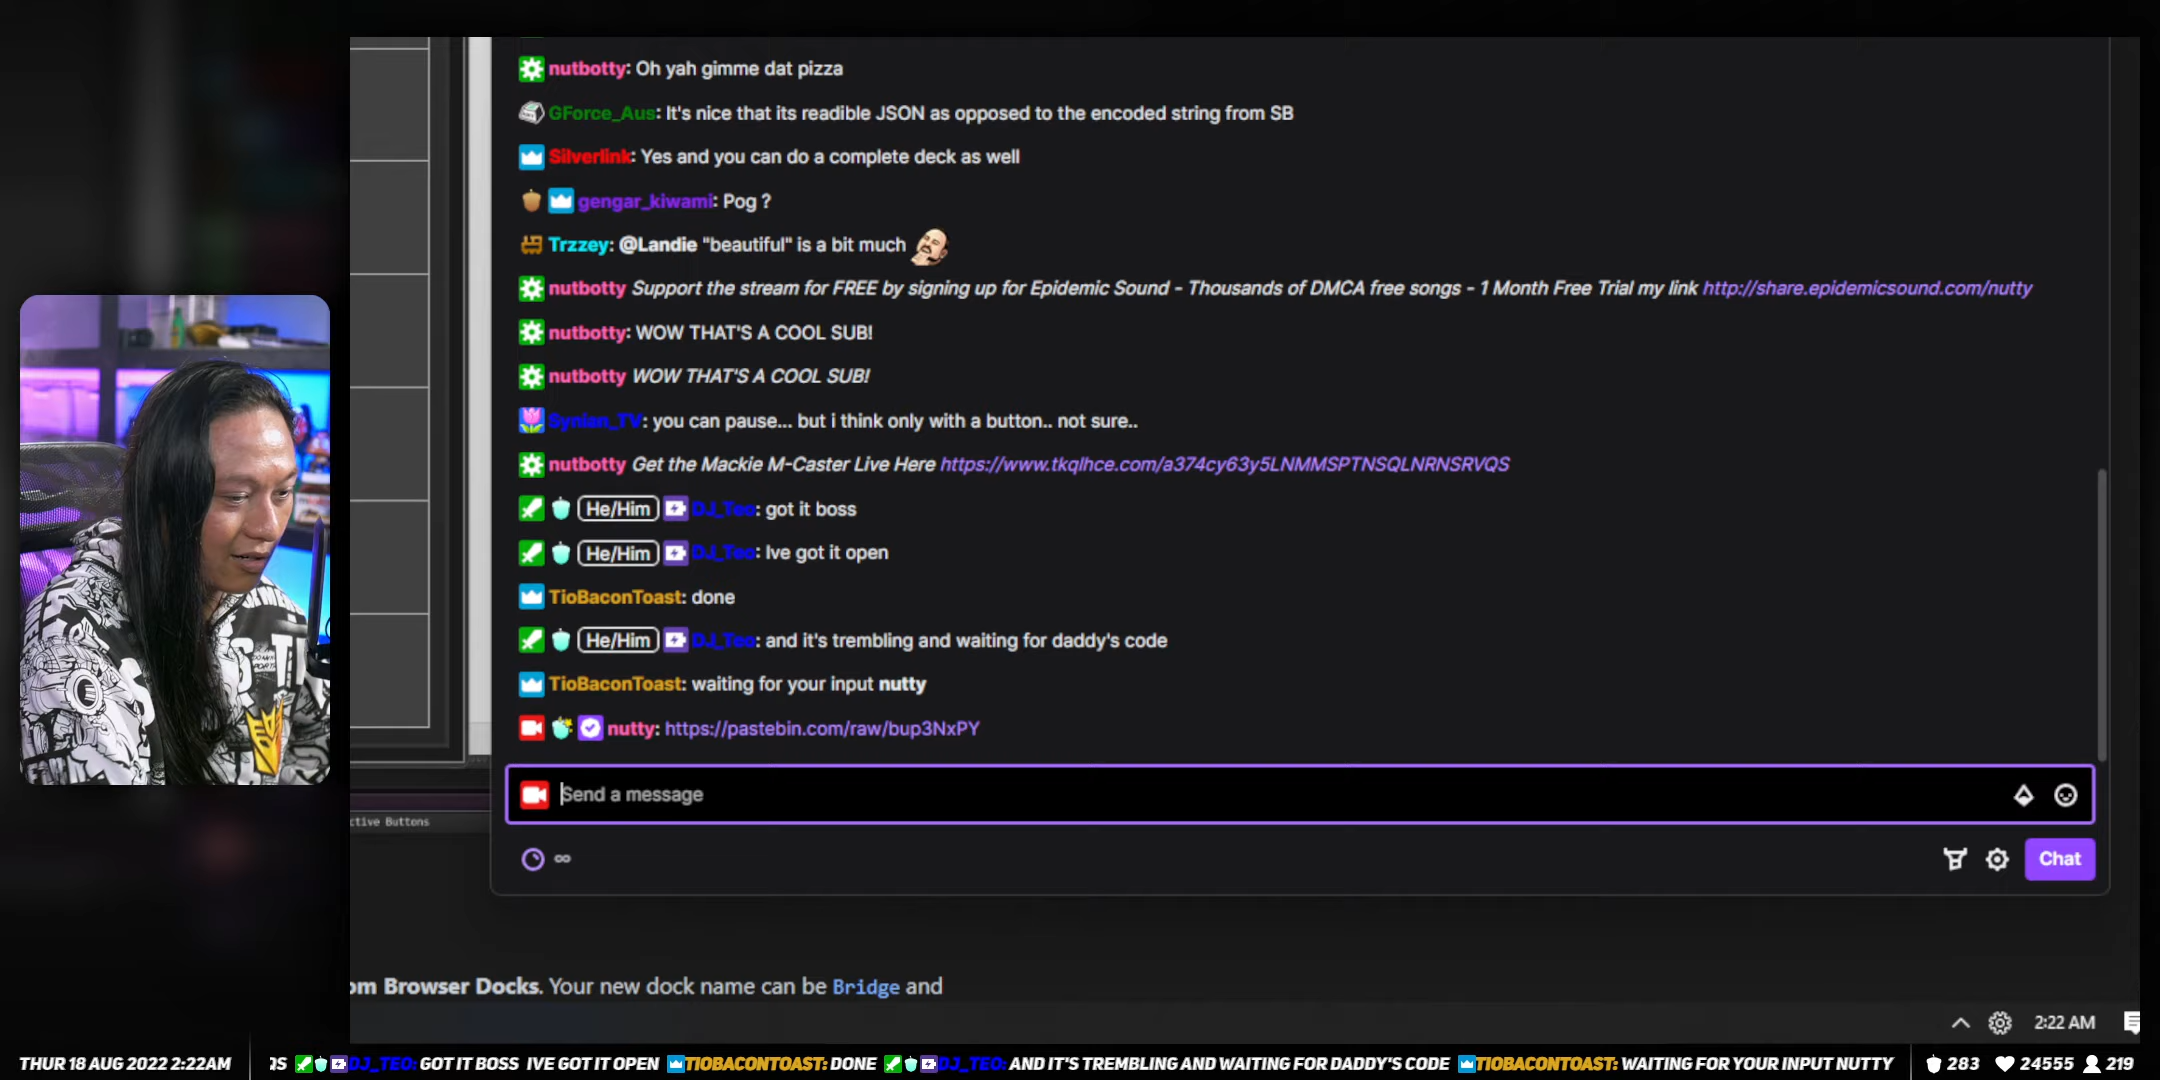 nutbotty: Oh yah gimme dat pizza
GForce_Aus: It's nice that its readible JSON as opposed to the encoded string from SB
Silverlink: Yes and you can do a complete deck as well
gengar_kiwami: Pog ?
Trzzey: @Landie "beautiful" is a bit much
nutbotty Support the stream for FREE by signing up for Epidemic Sound - Thousands of DMCA free songs - 1 Month Free Trial my link http://share.epidemicsound.com/nutty
nutbotty: WOW THAT'S A COOL SUB!
nutbotty WOW THAT'S A COOL SUB!
Synian_TV: you can pause... but i think only with a button.. not sure..
nutbotty Get the Mackie M-Caster Live Here https://www.tkqlhce.com/a374cy63y5LNMMSPTNSQLNRNSRVQS
He/Him DJ_Teo: got it boss
He/Him DJ_Teo: Ive got it open
TioBaconToast: done
He/Him DJ_Teo: and it's trembling and waiting for daddy's code
TioBaconToast: waiting for your input nutty
nutty: https://pastebin.com/raw/bup3NxPY
Send a message
ctive Buttons
∞
Chat
om Browser Docks. Your new dock name can be Bridge and
2:22 AM
THUR 18 AUG 2022 2:22AM
QS DJ_TEO: GOT IT BOSS IVE GOT IT OPEN TIOBACONTOAST: DONE DJ_TEO: AND IT'S TREMBLING AND WAITING FOR DADDY'S CODE TIOBACONTOAST: WAITING FOR YOUR INPUT NUTTY
283 24555 219